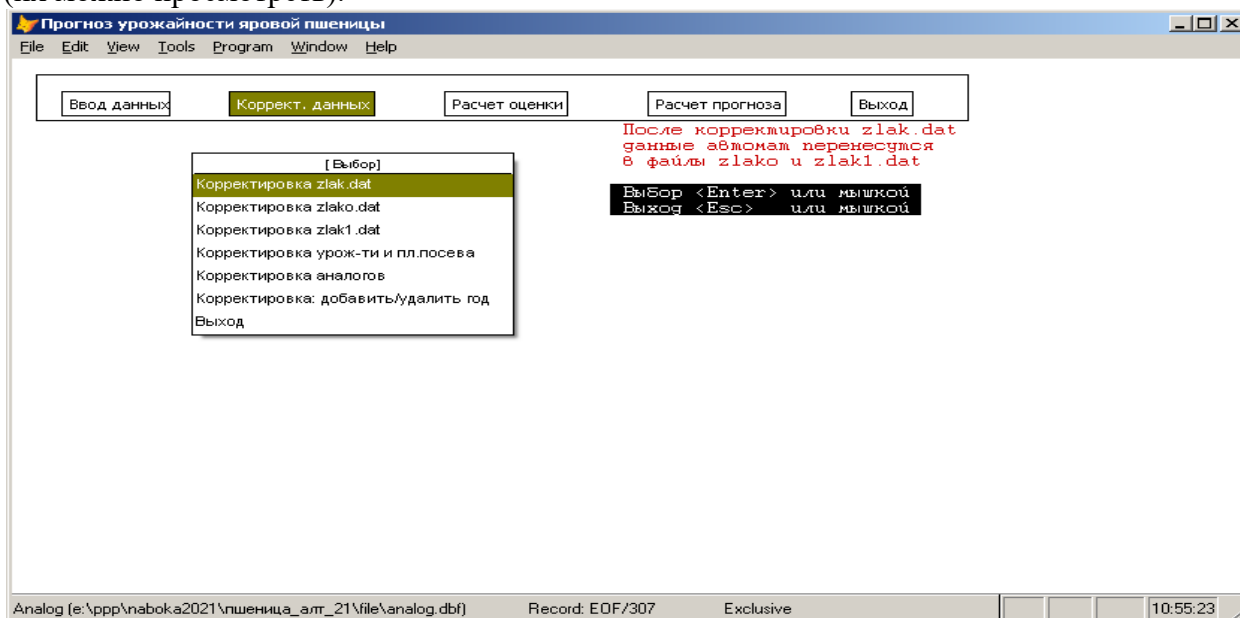 Прогноз урожайности яровой пшеницы
File Edit View Tools Program Window Help
Ввод данных Коррект. данных Расчет оценки Расчет прогноза Выход
После корректировки zlak.dat
данные автомат перенесутся
в файлы zlako и zlak1.dat
[Выбор]
Корректировка zlak.dat
Корректировка zlako.dat
Корректировка zlak1.dat
Корректировка урож-ти и пл.посева
Корректировка аналогов
Корректировка: добавить/удалить год
Выход
Выбор <Enter> или мышкой
Выход <Esc> или мышкой
Analog (e:\ppp\naboka2021\пшеница_алт_21\file\analog.dbf) Record: EOF/307 Exclusive 10:55:23